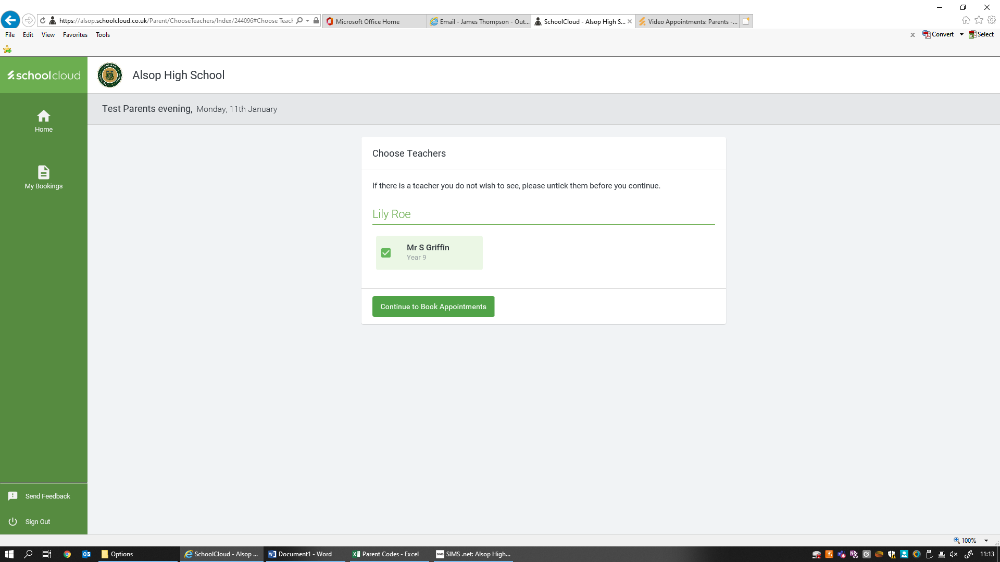 https://alsop.schoolcloud.co.uk/Parent/ChooseTeachers/Index/244096#Choose Teach
Microsoft Office Home
Email - James Thompson - Out...
SchoolCloud - Alsop High S...
Video Appointments: Parents -...
File Edit View Favorites Tools
Convert
Select
schoolcloud
Alsop High School
Test Parents evening, Monday, 11th January
Home
My Bookings
Choose Teachers
If there is a teacher you do not wish to see, please untick them before you continue.
Lily Roe
Mr S Griffin
Year 9
Continue to Book Appointments
Send Feedback
Sign Out
100%
Options
SchoolCloud - Alsop ...
Document1 - Word
Parent Codes - Excel
SIMS .net: Alsop High...
11:13